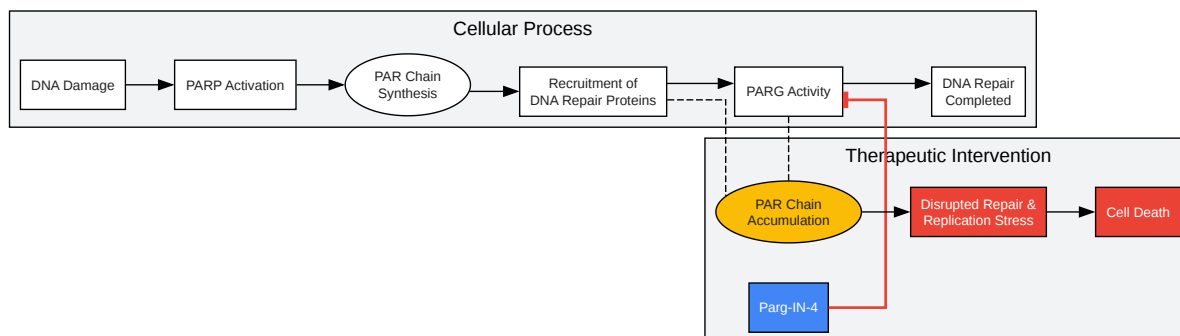 Cellular Process
DNA Damage
PARP Activation
PAR Chain
Synthesis
Recruitment of
DNA Repair Proteins
PARG Activity
DNA Repair
Completed
Therapeutic Intervention
PAR Chain
Accumulation
Disrupted Repair &
Replication Stress
Cell Death
Parg-IN-4